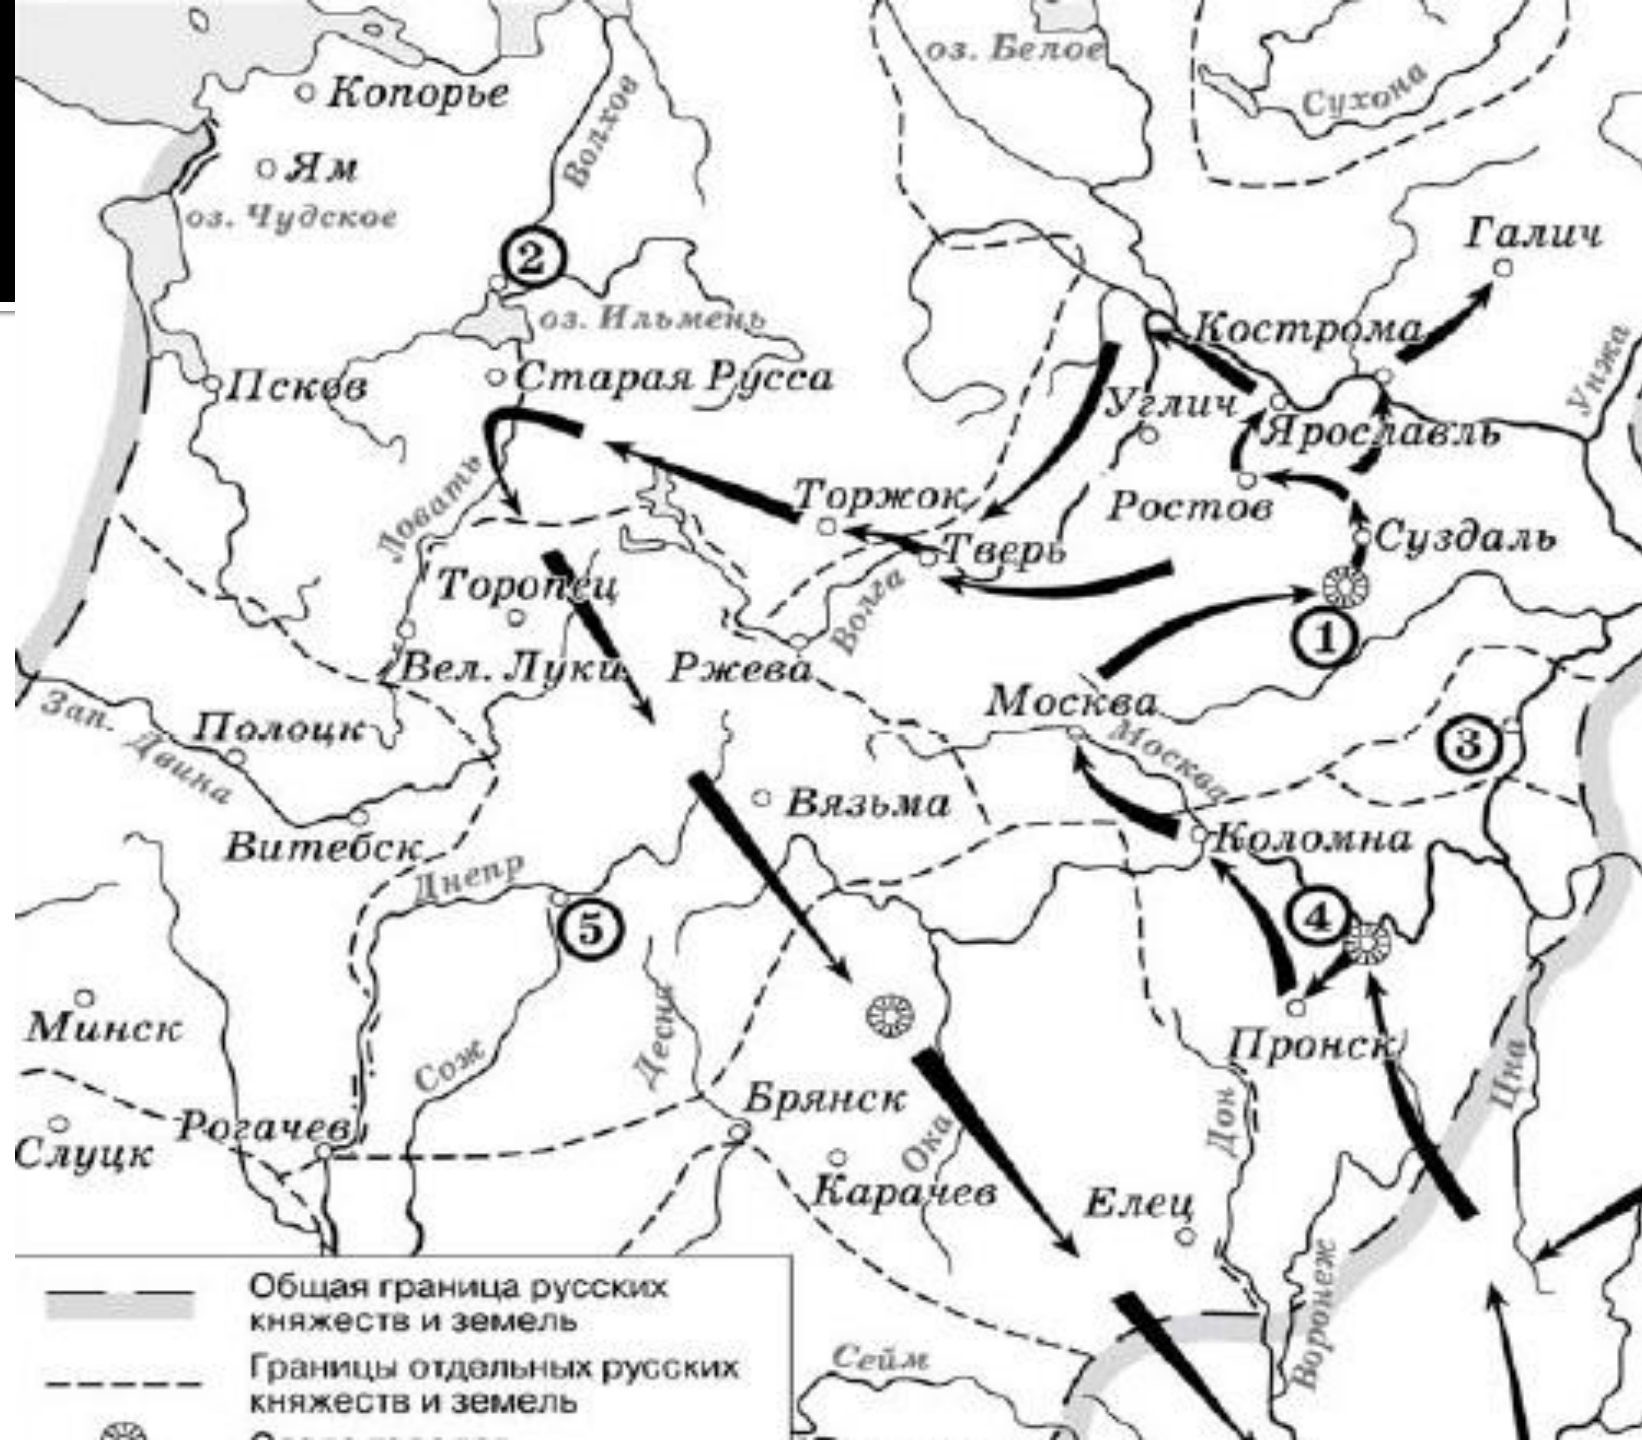 оз. Белое
Сухона
Копорье
Волхов
Ям
оз. Чудское
Галич
2
оз. Ильмень
Кострома
Унжа
Псков
Старая Русса
Углич
Ярославль
Ловать
Торжок
Ростов
Тверь
Суздаль
Торопец
Волга
1
Вел. Луки
Ржева
Москва
Зап. Двина
Полоцк
Москва
3
Вязьма
Витебск
Коломна
Днепр
5
4
Минск
Десна
Сож
Пронск
Цна
Брянск
Дон
Рогачев
Слуцк
Ока
Карачев
Елец
Воронеж
Сейм
Общая граница русских
княжеств и земель
Границы отдельных русских
княжеств и земель